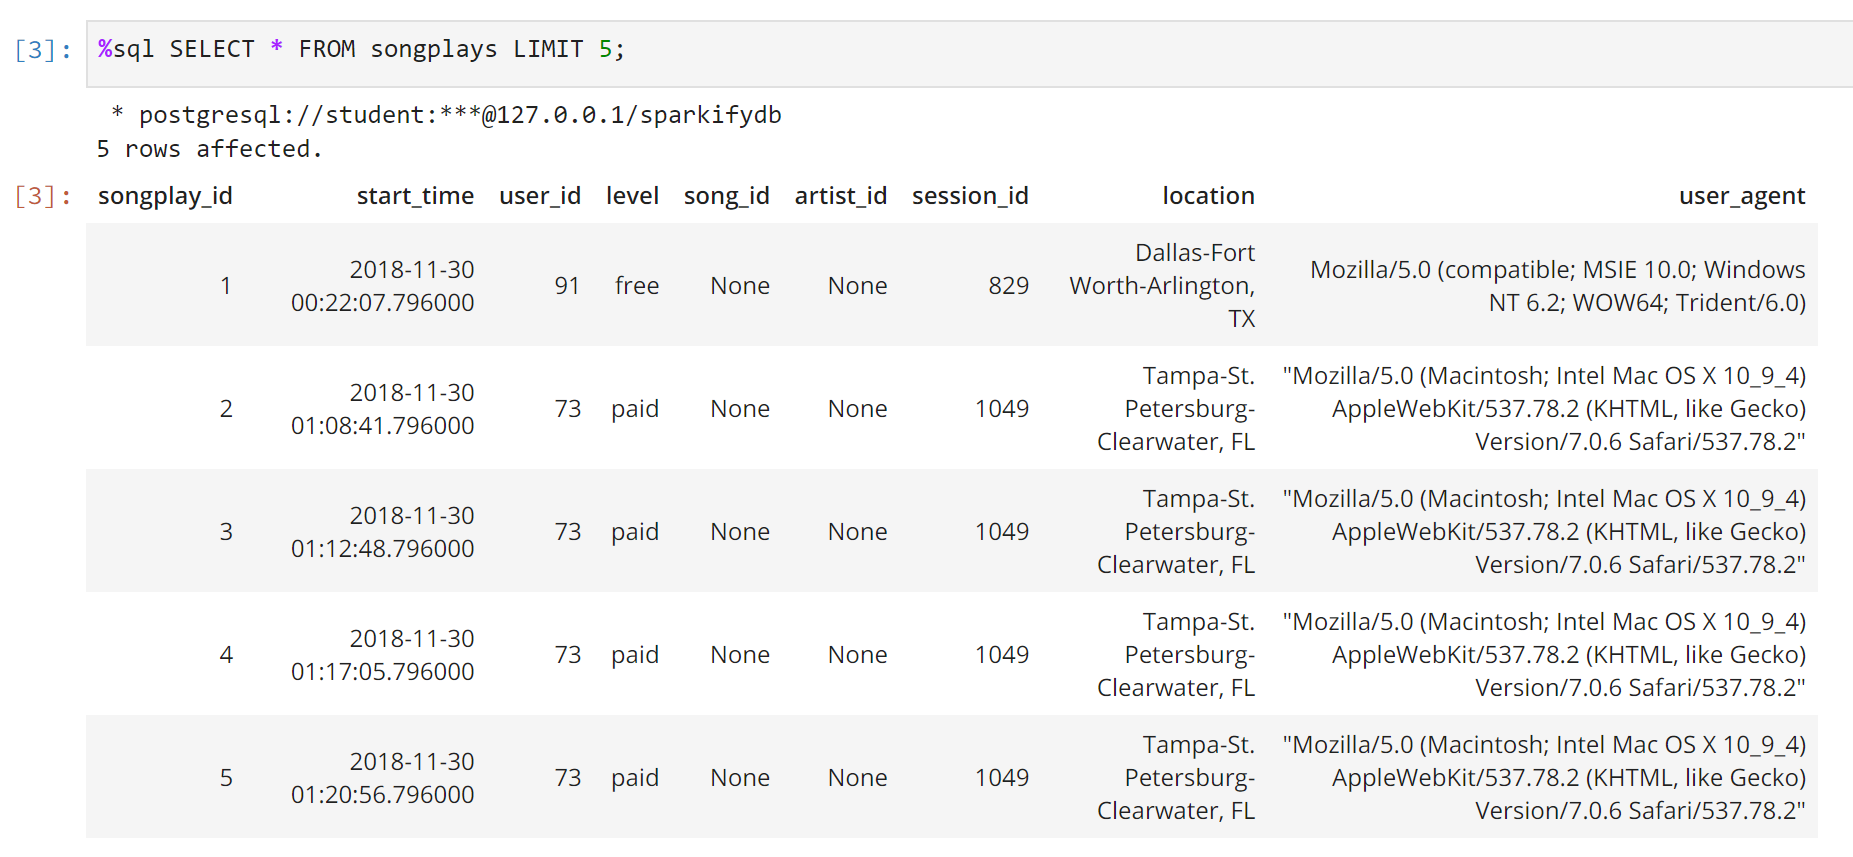 [3]: %sql SELECT * FROM songplays LIMIT 5;
* postgresql://student:***@127.0.0.1/sparkifydb
5 rows affected.
[3]: songplay_id start_time user_id level song_id artist_id session_id location user_agent
1 2018-11-30 00:22:07.796000 91 free None None 829 Dallas-Fort Worth-Arlington, TX Mozilla/5.0 (compatible; MSIE 10.0; Windows NT 6.2; WOW64; Trident/6.0)
2 2018-11-30 01:08:41.796000 73 paid None None 1049 Tampa-St. Petersburg-Clearwater, FL "Mozilla/5.0 (Macintosh; Intel Mac OS X 10_9_4) AppleWebKit/537.78.2 (KHTML, like Gecko) Version/7.0.6 Safari/537.78.2"
3 2018-11-30 01:12:48.796000 73 paid None None 1049 Tampa-St. Petersburg-Clearwater, FL "Mozilla/5.0 (Macintosh; Intel Mac OS X 10_9_4) AppleWebKit/537.78.2 (KHTML, like Gecko) Version/7.0.6 Safari/537.78.2"
4 2018-11-30 01:17:05.796000 73 paid None None 1049 Tampa-St. Petersburg-Clearwater, FL "Mozilla/5.0 (Macintosh; Intel Mac OS X 10_9_4) AppleWebKit/537.78.2 (KHTML, like Gecko) Version/7.0.6 Safari/537.78.2"
5 2018-11-30 01:20:56.796000 73 paid None None 1049 Tampa-St. Petersburg-Clearwater, FL "Mozilla/5.0 (Macintosh; Intel Mac OS X 10_9_4) AppleWebKit/537.78.2 (KHTML, like Gecko) Version/7.0.6 Safari/537.78.2"